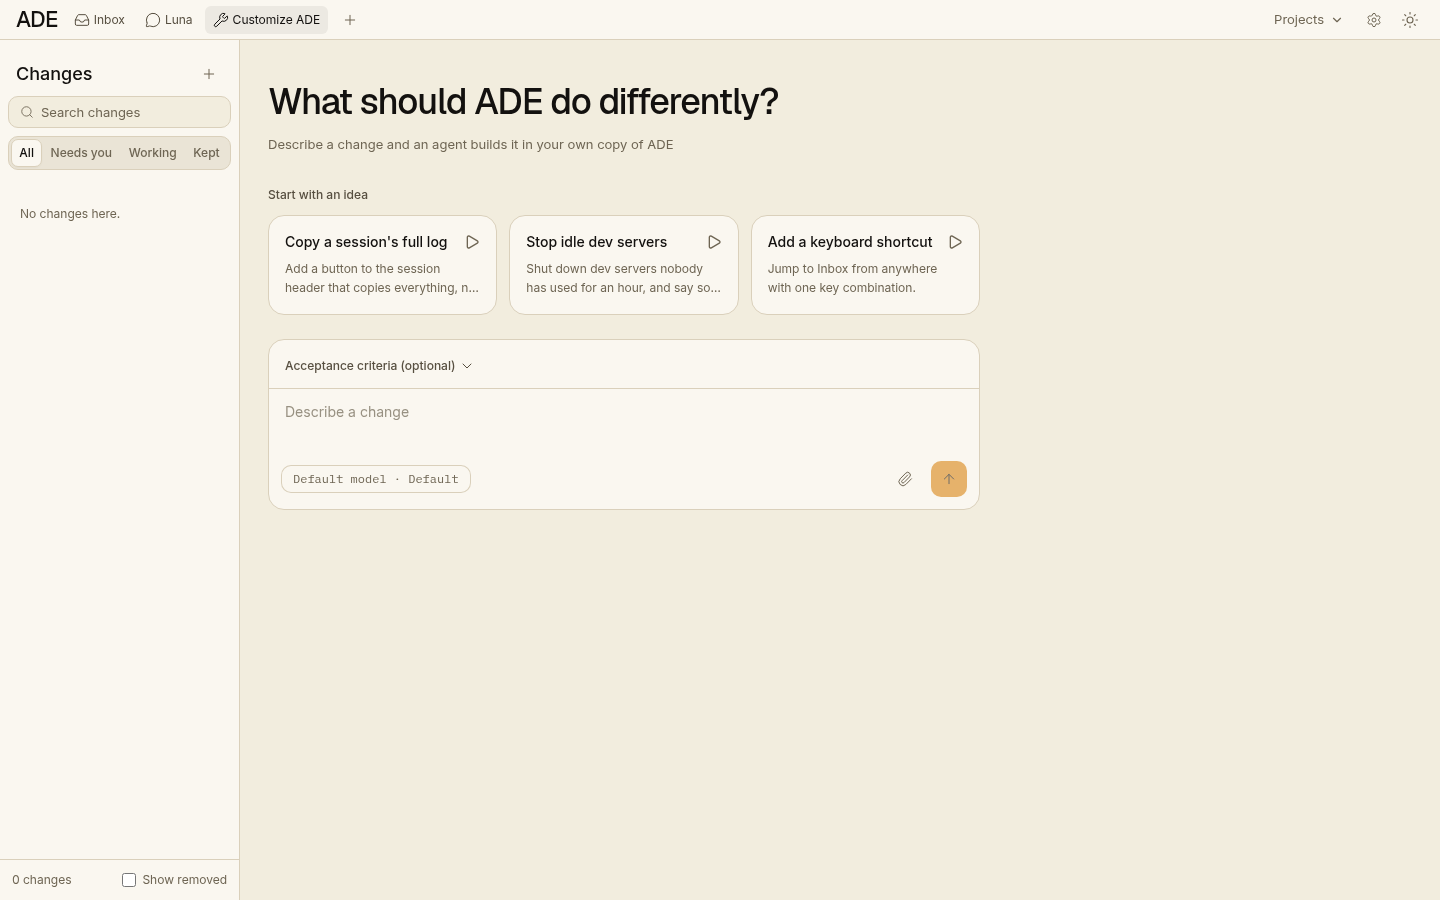 ADE
Inbox
Luna
Customize ADE
Projects
Changes
Search changes
All
Needs you
Working
Kept
No changes here.
0 changes
Show removed
What should ADE do differently?
Describe a change and an agent builds it in your own copy of ADE
Start with an idea
Copy a session's full log
Add a button to the session
header that copies everything, n...
Stop idle dev servers
Shut down dev servers nobody
has used for an hour, and say so...
Add a keyboard shortcut
Jump to Inbox from anywhere
with one key combination.
Acceptance criteria (optional)
Describe a change
Default model · Default